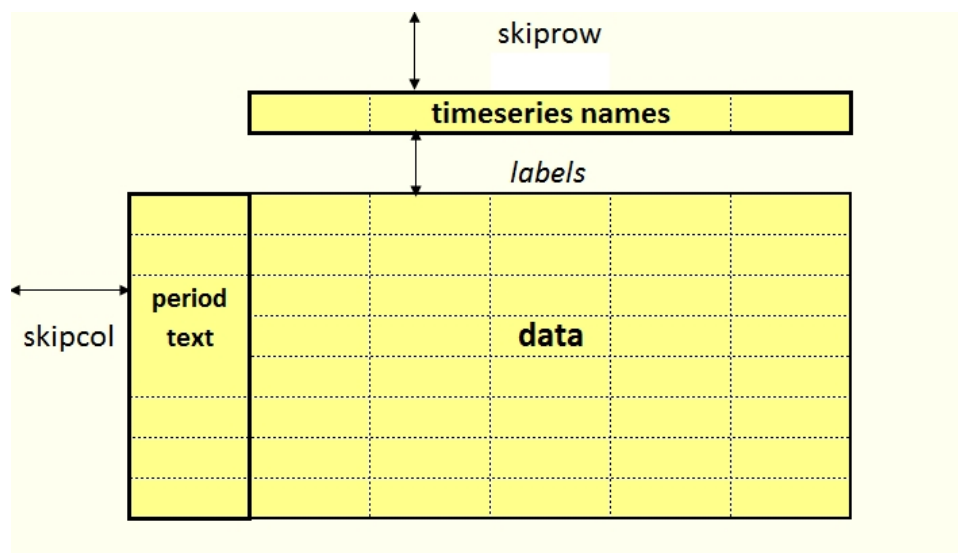 skiprow
timeseries names
labels
period
text
skipcol
data